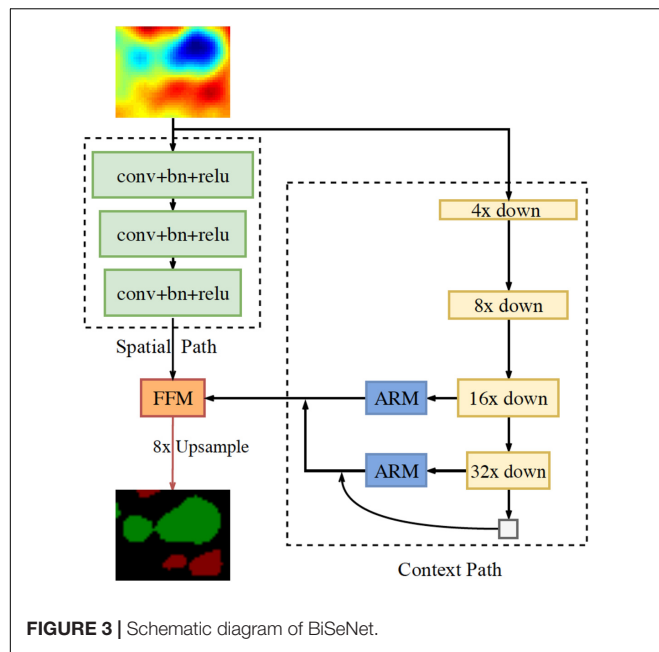 conv+bn+relu
conv+bn+relu
conv+bn+relu
Spatial Path
4x down
8x down
16x down
32x down
ARM
ARM
FFM
8x Upsample
Context Path
FIGURE 3 | Schematic diagram of BiSeNet.